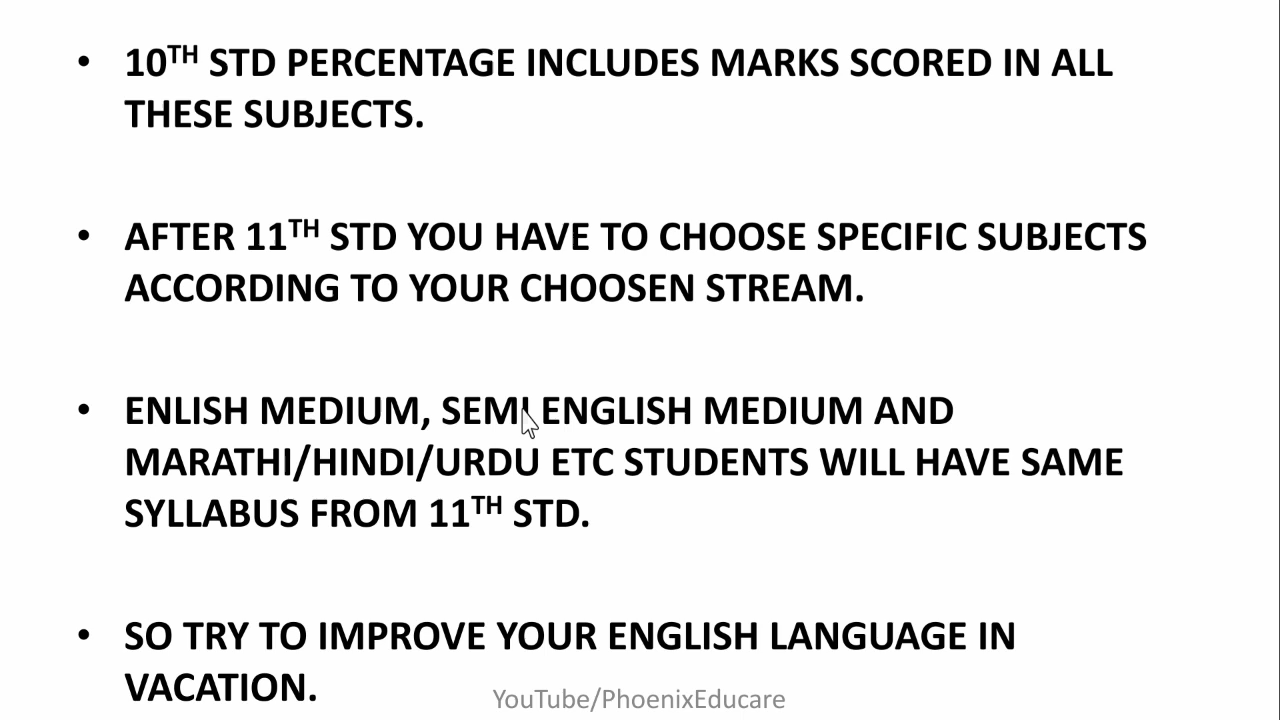 • 10TH STD PERCENTAGE INCLUDES MARKS SCORED IN ALL
THESE SUBJECTS.
• AFTER 11TH STD YOU HAVE TO CHOOSE SPECIFIC SUBJECTS
ACCORDING TO YOUR CHOOSEN STREAM.
• ENLISH MEDIUM, SEMI ENGLISH MEDIUM AND
MARATHI/HINDI/URDU ETC STUDENTS WILL HAVE SAME
SYLLABUS FROM 11TH STD.
• SO TRY TO IMPROVE YOUR ENGLISH LANGUAGE IN
VACATION.
YouTube/PhoenixEducare